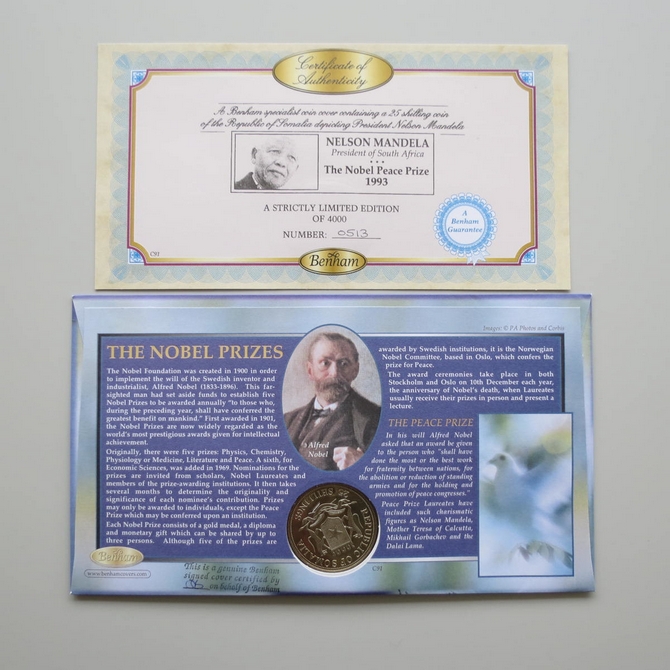 Certificate of
Authenticity
A Benham specialist coin cover containing a 25 shilling coin
of the Republic of Somalia depicting President Nelson Mandela
NELSON MANDELA
President of South Africa
• • •
The Nobel Peace Prize
1993
A STRICTLY LIMITED EDITION
OF 4000
NUMBER: 0513
A
Benham
Guarantee
C91
Benham
Images: © PA Photos and Corbis
THE NOBEL PRIZES
The Nobel Foundation was created in 1900 in order
to implement the will of the Swedish inventor and
industrialist, Alfred Nobel (1833-1896). This far-
sighted man had set aside funds to establish five
Nobel Prizes to be awarded annually "to those who,
during the preceding year, shall have conferred the
greatest benefit on mankind." First awarded in 1901,
the Nobel Prizes are now widely regarded as the
world's most prestigious awards given for intellectual
achievement.
Originally, there were five prizes: Physics, Chemistry,
Physiology or Medicine, Literature and Peace. A sixth, for
Economic Sciences, was added in 1969. Nominations for the
prizes are invited from scholars, Nobel Laureates and
members of the prize-awarding institutions. It then takes
several months to determine the originality and
significance of each nominee's contribution. Prizes
may only be awarded to individuals, except the Peace
Prize which may be conferred upon an institution.
Each Nobel Prize consists of a gold medal, a diploma
and monetary gift which can be shared by up to
three persons. Although five of the prizes are
Alfred
Nobel
awarded by Swedish institutions, it is the Norwegian
Nobel Committee, based in Oslo, which confers the
prize for Peace.
The award ceremonies take place in both
Stockholm and Oslo on 10th December each year,
the anniversary of Nobel's death, when Laureates
usually receive their prizes in person and present a
lecture.
THE PEACE PRIZE
In his will Alfred Nobel
asked that an award be given
to the person who "shall have
done the most or the best work
for fraternity between nations, for
the abolition or reduction of standing
armies and for the holding and
promotion of peace congresses."
Peace Prize Laureates have
included such charismatic
figures as Nelson Mandela,
Mother Teresa of Calcutta,
Mikhail Gorbachev and the
Dalai Lama.
25 SHILLINGS
REPUBLIC OF SOMALIA
Benham
www.benhamcovers.com
This is a genuine Benham
signed cover certified by
on behalf of Benham
C91